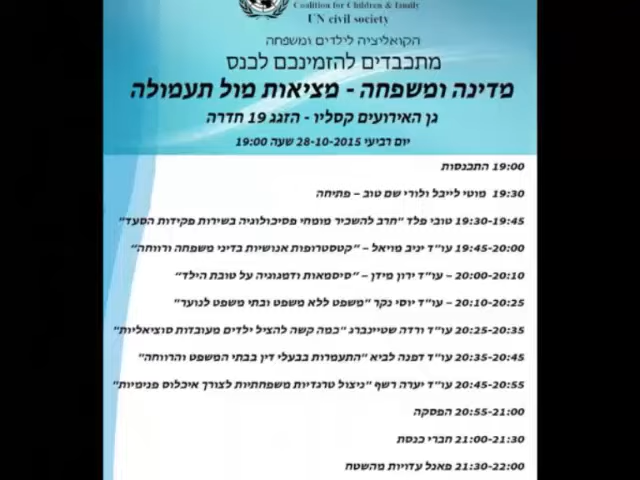 Coalition for Children & Family
UN civil society
הקואליציה לילדים ומשפחה
מתכבדים להזמינכם לכנס
מדינה ומשפחה - מציאות מול תעמולה
גן האירועים קסליו - הזגג 19 חדרה
יום רביעי 28-10-2015 שעה 19:00
19:00 התכנסות
19:30 מוטי לייבל ולורי שם טוב – פתיחה
19:30-19:45 טובי פלד "חרב להשכיר מומחי פסיכולוגיה בשירות פקידות הסעד"
19:45-20:00 עו"ד יניב מויאל – "קטסטרופות אנושיות בדיני משפחה ורווחה"
20:00-20:10 – עו"ד ירון מידן – "סיסמאות ודמגוגיה על טובת הילד"
20:10-20:25 – עו"ד יוסי נקר "משפט ללא משפט ובתי משפט לנוער"
20:25-20:35 עו"ד ורדה שטיינברג "כמה קשה להציל ילדים מעובדות סוציאליות"
20:35-20:45 עו"ד דפנה לביא "התעמרות בבעלי דין בבתי המשפט והרווחה"
20:45-20:55 עו"ד יערה רשף "ניצול טרגדיות משפחתיות לצורך איכלוס פנימיות"
20:55-21:00 הפסקה
21:00-21:30 חברי כנסת
21:30-22:00 פאנל עדויות מהשטח